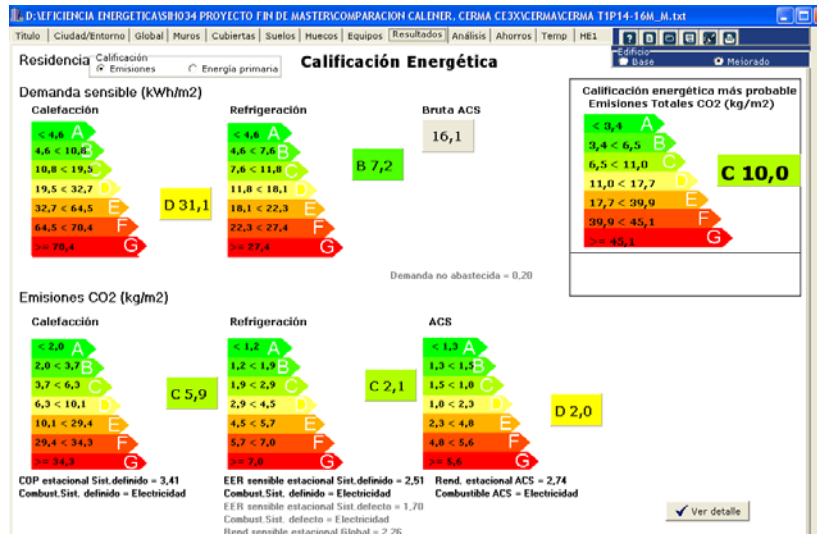 D:\EFICIENCIA ENERGETICA\SIH034 PROYECTO FIN DE MASTER\COMPARACION CALENER, CERMA CE3X\CERMA\CERMA T1P14-16M_M.txt
Titulo Ciudad/Entorno Global Muros Cubiertas Suelos Huecos Equipos Resultados Análisis Ahorros Temp HE1
Edificio
Base Mejorado
Residencia
Calificación
Emisiones Energía primaria
Calificación Energética
Demanda sensible (kWh/m2)
Calefacción
< 4,6 A
4,6 < 10,8 B
10,8 < 19,5 C
19,5 < 32,7 D
32,7 < 64,5 E
64,5 < 70,4 F
>= 70,4 G
D 31,1
Refrigeración
< 4,6 A
4,6 < 7,6 B
7,6 < 11,8 C
11,8 < 18,1 D
18,1 < 22,3 E
22,3 < 27,4 F
>= 27,4 G
B 7,2
Bruta ACS
16,1
Demanda no abastecida = 0,20
Calificación energética más probable
Emisiones Totales CO2 (kg/m2)
< 3,4 A
3,4 < 6,5 B
6,5 < 11,0 C
11,0 < 17,7 D
17,7 < 39,9 E
39,9 < 45,1 F
>= 45,1 G
C 10,0
Emisiones CO2 (kg/m2)
Calefacción
< 2,0 A
2,0 < 3,7 B
3,7 < 6,3 C
6,3 < 10,1 D
10,1 < 29,4 E
29,4 < 34,3 F
>= 34,3 G
C 5,9
COP estacional Sist.definido = 3,41
Combust.Sist. definido = Electricidad
Refrigeración
< 1,2 A
1,2 < 1,9 B
1,9 < 2,9 C
2,9 < 4,5 D
4,5 < 5,7 E
5,7 < 7,0 F
>= 7,0 G
C 2,1
EER sensible estacional Sist.definido = 2,51
Combust.Sist. definido = Electricidad
EER sensible estacional Sist.defecto = 1,70
Combust.Sist. defecto = Electricidad
Rend.sensible estacional Global = 2,26
ACS
< 1,3 A
1,3 < 1,5 B
1,5 < 1,8 C
1,8 < 2,3 D
2,3 < 4,8 E
4,8 < 5,6 F
>= 5,6 G
D 2,0
Rend. estacional ACS = 2,74
Combustible ACS = Electricidad
Ver detalle